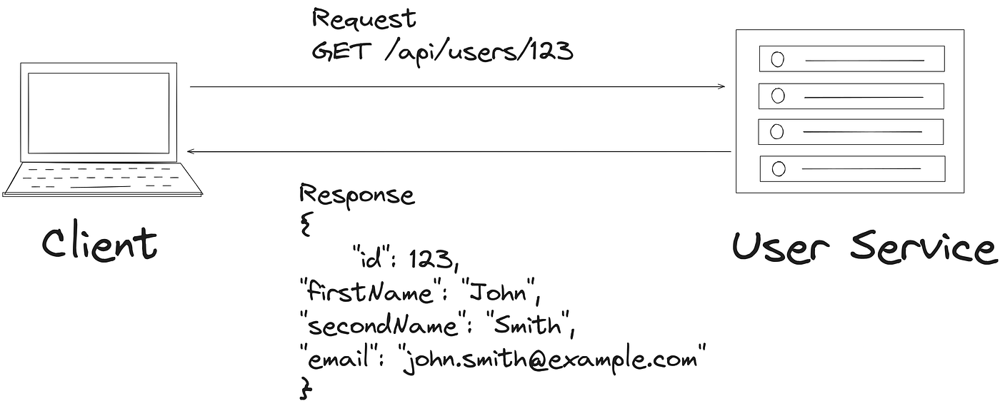 Request
GET /api/users/123
Response
{
"id": 123,
"firstName": "John",
"secondName": "Smith",
"email": "john.smith@example.com"
}
Client
User Service